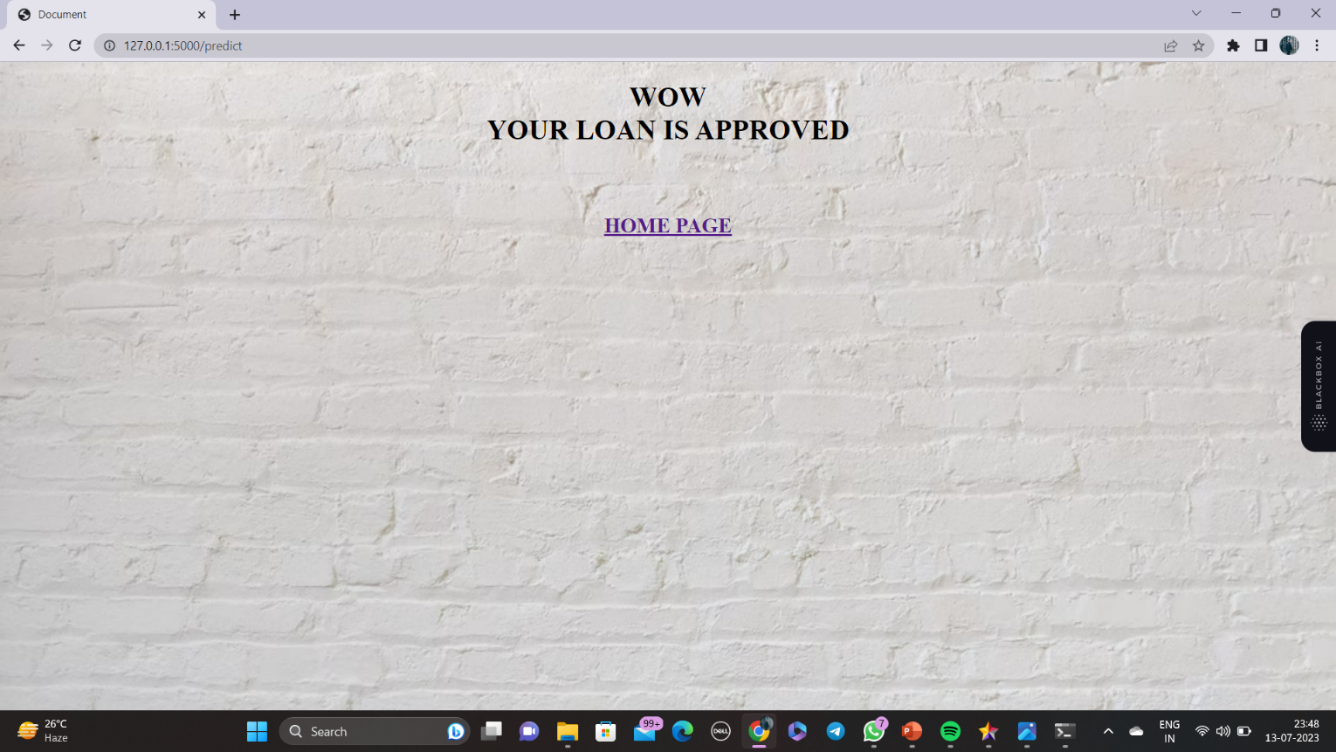 Document
127.0.0.1:5000/predict
WOW
YOUR LOAN IS APPROVED
HOME PAGE
BLACKBOX AI
26°C
Haze
Search
99+
DELL
7
ENG
IN
23:48
13-07-2023